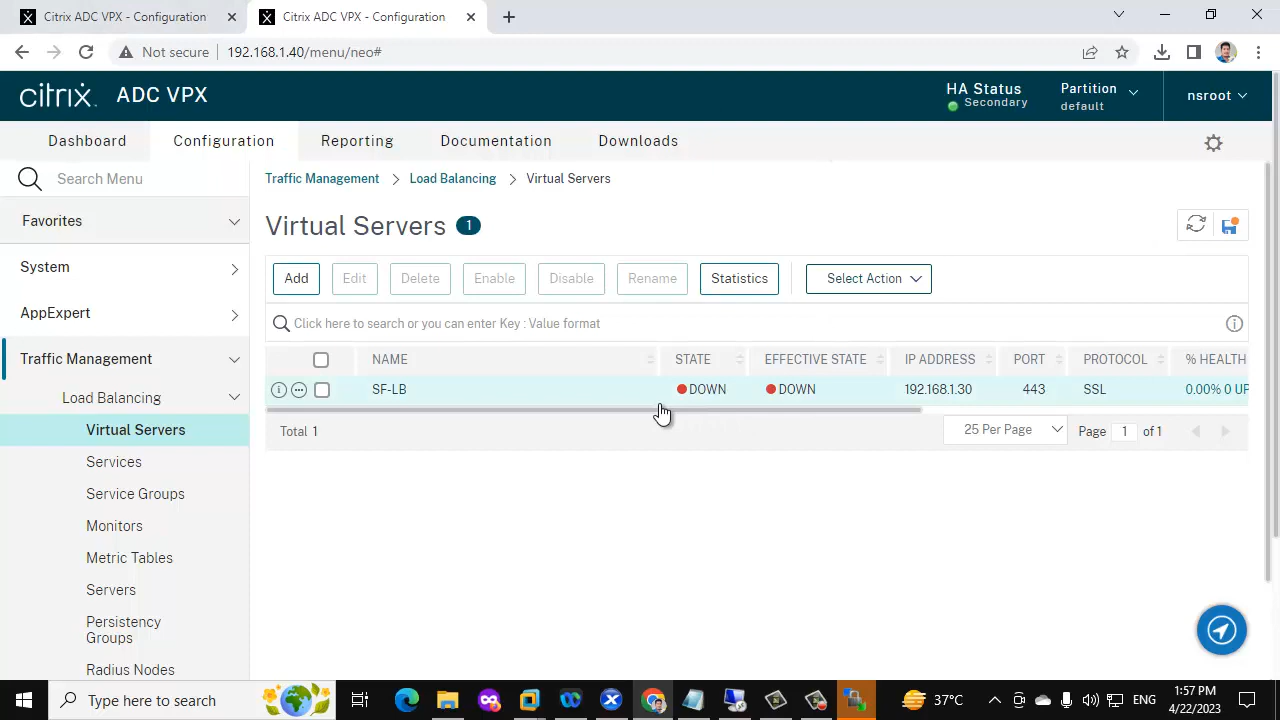 Citrix ADC VPX - Configuration
Citrix ADC VPX - Configuration
Not secure
192.168.1.40/menu/neo#
citrix. ADC VPX
HA Status
Secondary
Partition
default
nsroot
Dashboard
Configuration
Reporting
Documentation
Downloads
Search Menu
Favorites
System
AppExpert
Traffic Management
Load Balancing
Virtual Servers
Services
Service Groups
Monitors
Metric Tables
Servers
Persistency
Groups
Radius Nodes
Traffic Management > Load Balancing > Virtual Servers
Virtual Servers 1
Add
Edit
Delete
Enable
Disable
Rename
Statistics
Select Action
Click here to search or you can enter Key : Value format
NAME STATE EFFECTIVE STATE IP ADDRESS PORT PROTOCOL % HEALTH
SF-LB DOWN DOWN 192.168.1.30 443 SSL 0.00% 0 UP
Total 1
25 Per Page
Page 1 of 1
Type here to search
37°C
ENG
1:57 PM
4/22/2023